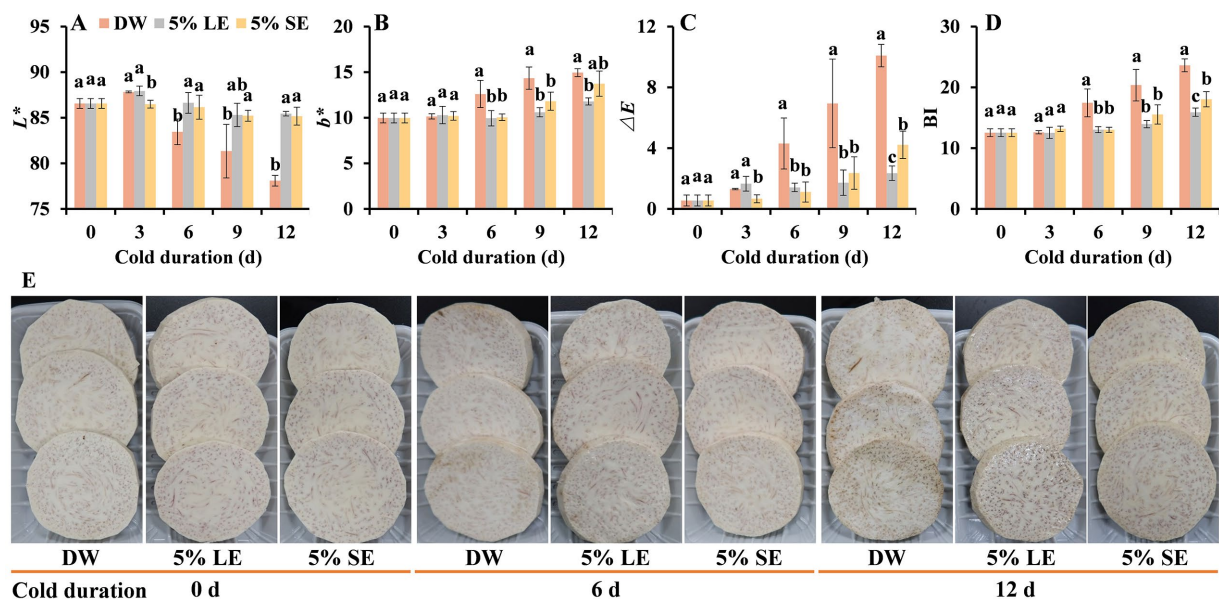 A
DW 5% LE 5% SE
L*
95
90
85
80
75
a a a
a a b
b a a
b ab a
b a a
0 3 6 9 12
Cold duration (d)
B
b*
20
15
10
5
0
a a a
a a a
a b b
a b b
a b ab
0 3 6 9 12
Cold duration (d)
C
△E
12
8
4
0
a a a
a a b
a b b
a b b
a c b
0 3 6 9 12
Cold duration (d)
D
BI
40
30
20
10
0
a a a
a a a
a b b
a b b
a c b
0 3 6 9 12
Cold duration (d)
E
DW 5% LE 5% SE DW 5% LE 5% SE DW 5% LE 5% SE
Cold duration 0 d 6 d 12 d